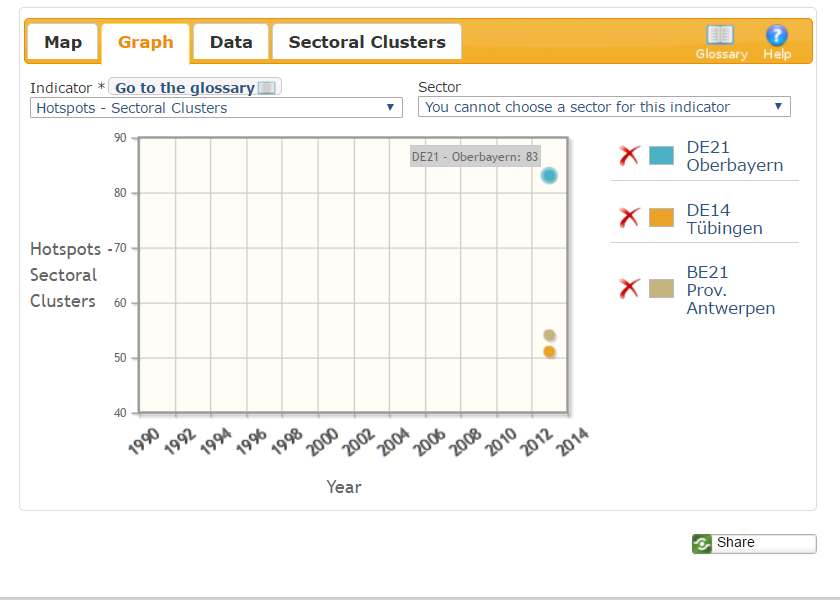 Map Graph Data Sectoral Clusters Glossary Help
Indicator * Go to the glossary
Sector
Hotspots - Sectoral Clusters
You cannot choose a sector for this indicator
90
80
70
60
50
40
Hotspots -
Sectoral
Clusters
DE21 - Oberbayern: 83
1990 1992 1994 1996 1998 2000 2002 2004 2006 2008 2010 2012 2014
Year
DE21
Oberbayern
DE14
Tübingen
BE21
Prov.
Antwerpen
Share